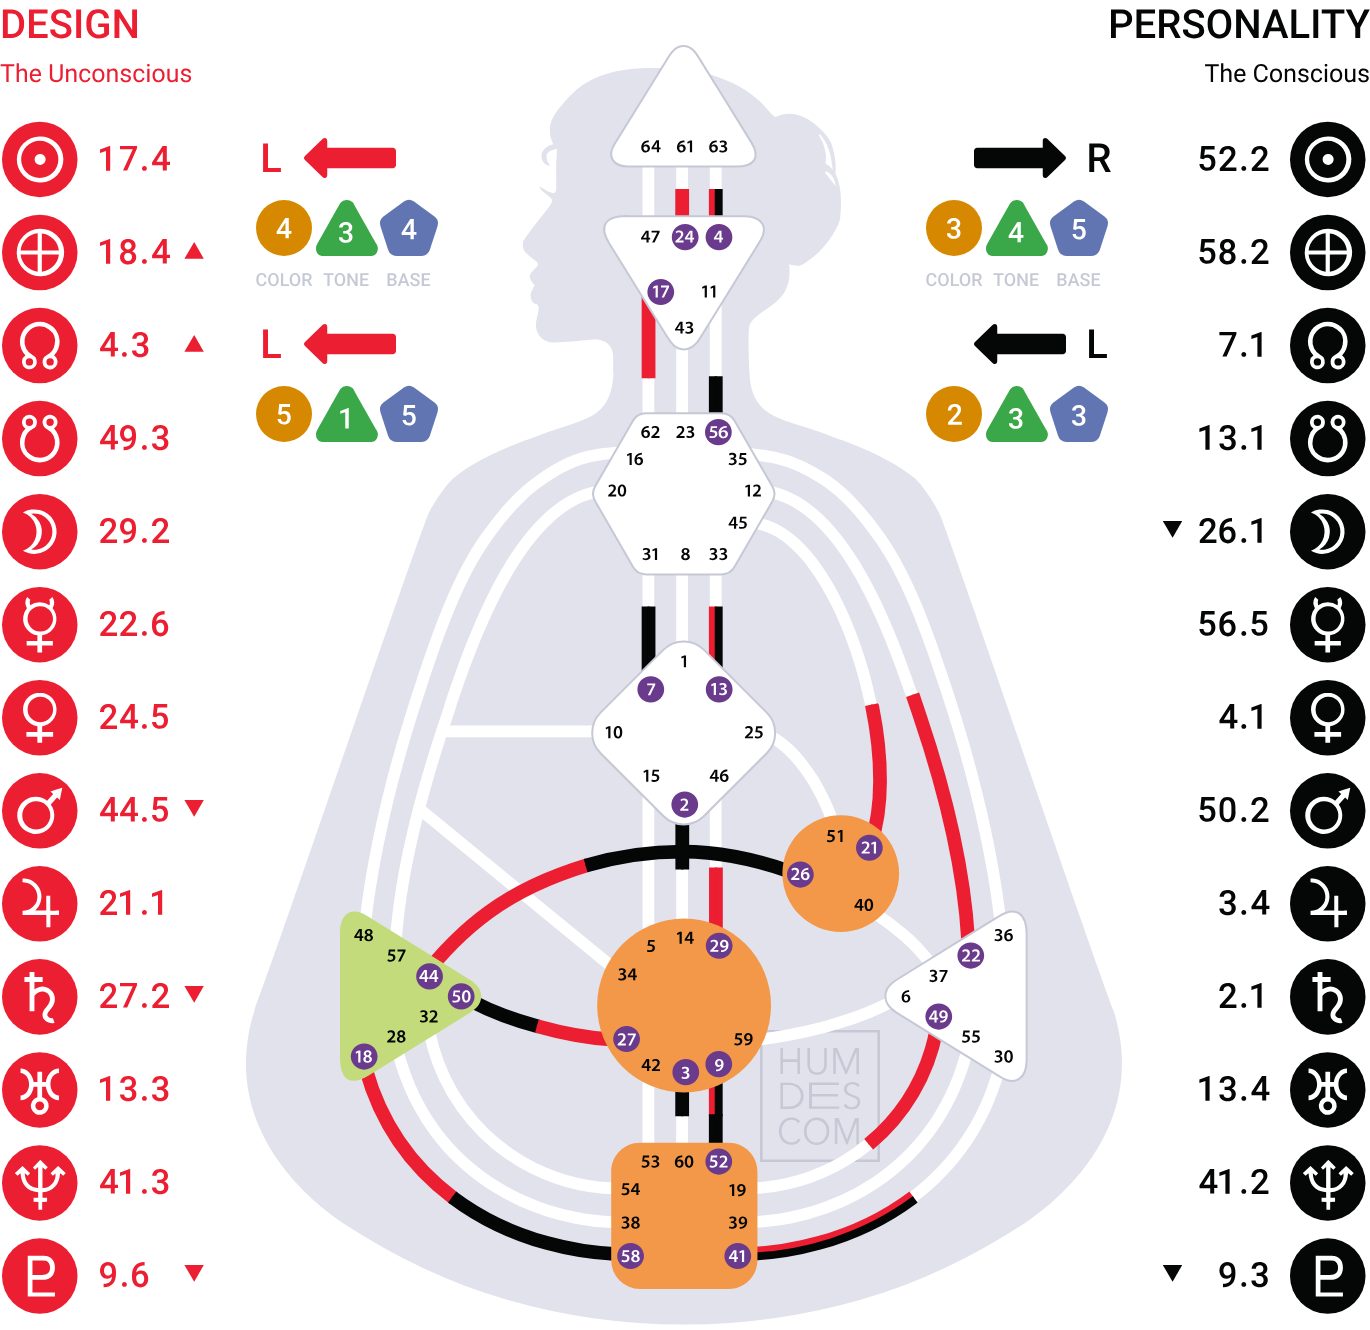 DESIGN
The Unconscious
PERSONALITY
The Conscious
17.4
18.4 ▲
4.3 ▲
49.3
29.2
22.6
24.5
44.5 ▼
21.1
27.2 ▼
13.3
41.3
9.6 ▼
L
4 3 4
COLOR TONE BASE
L
5 1 5
R
3 4 5
COLOR TONE BASE
L
2 3 3
52.2
58.2
7.1
13.1
▼ 26.1
56.5
4.1
50.2
3.4
2.1
13.4
41.2
▼ 9.3
64 61 63
47 24 4
17 11
43
62 23 56
16 35
20 12
45
31 8 33
1
7 13
10 25
15 46
2
51 21
26
40
48
57
44
50
32
28
18
5 14 29
34
27 59
42 3 9
36
22
37
6
49
55
30
53 60 52
54 19
38 39
58 41
HUM
DES
COM